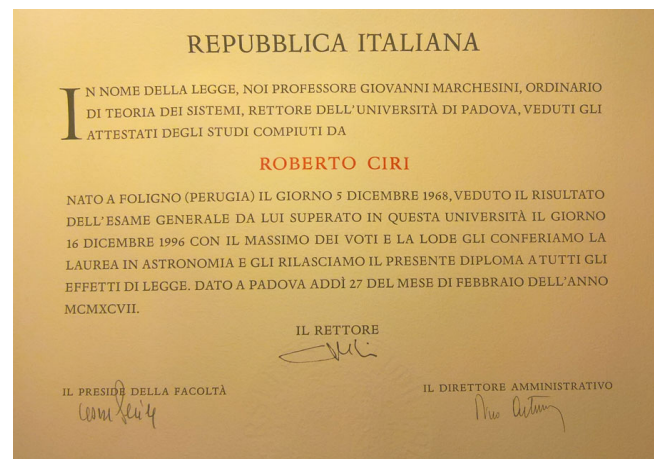 REPUBBLICA ITALIANA
IN NOME DELLA LEGGE, NOI PROFESSORE GIOVANNI MARCHESINI, ORDINARIO
DI TEORIA DEI SISTEMI, RETTORE DELL'UNIVERSITÀ DI PADOVA, VEDUTI GLI
ATTESTATI DEGLI STUDI COMPIUTI DA
ROBERTO CIRI
NATO A FOLIGNO (PERUGIA) IL GIORNO 5 DICEMBRE 1968, VEDUTO IL RISULTATO
DELL'ESAME GENERALE DA LUI SUPERATO IN QUESTA UNIVERSITÀ IL GIORNO
16 DICEMBRE 1996 CON IL MASSIMO DEI VOTI E LA LODE GLI CONFERIAMO LA
LAUREA IN ASTRONOMIA E GLI RILASCIAMO IL PRESENTE DIPLOMA A TUTTI GLI
EFFETTI DI LEGGE. DATO A PADOVA ADDÌ 27 DEL MESE DI FEBBRAIO DELL'ANNO
MCMXCVII.
IL RETTORE
IL PRESIDE DELLA FACOLTÀ
IL DIRETTORE AMMINISTRATIVO